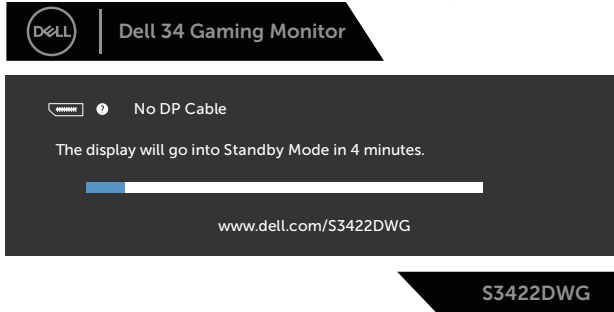 DELL
Dell 34 Gaming Monitor
? No DP Cable
The display will go into Standby Mode in 4 minutes.
www.dell.com/S3422DWG
S3422DWG